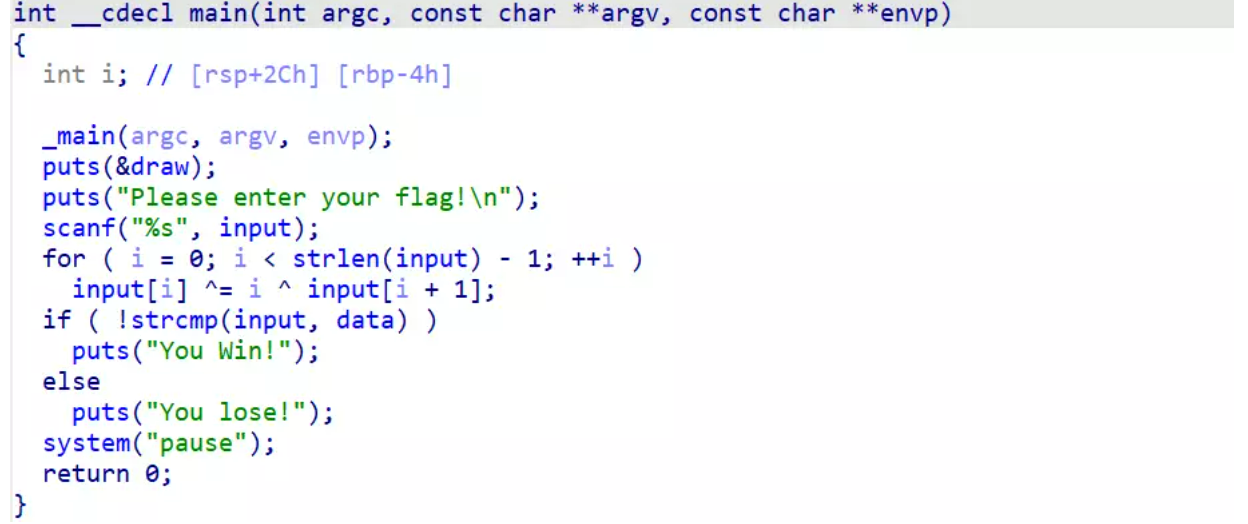 int __cdecl main(int argc, const char **argv, const char **envp)
{
  int i; // [rsp+2Ch] [rbp-4h]

  _main(argc, argv, envp);
  puts(&draw);
  puts("Please enter your flag!\n");
  scanf("%s", input);
  for ( i = 0; i < strlen(input) - 1; ++i )
    input[i] ^= i ^ input[i + 1];
  if ( !strcmp(input, data) )
    puts("You Win!");
  else
    puts("You lose!");
  system("pause");
  return 0;
}